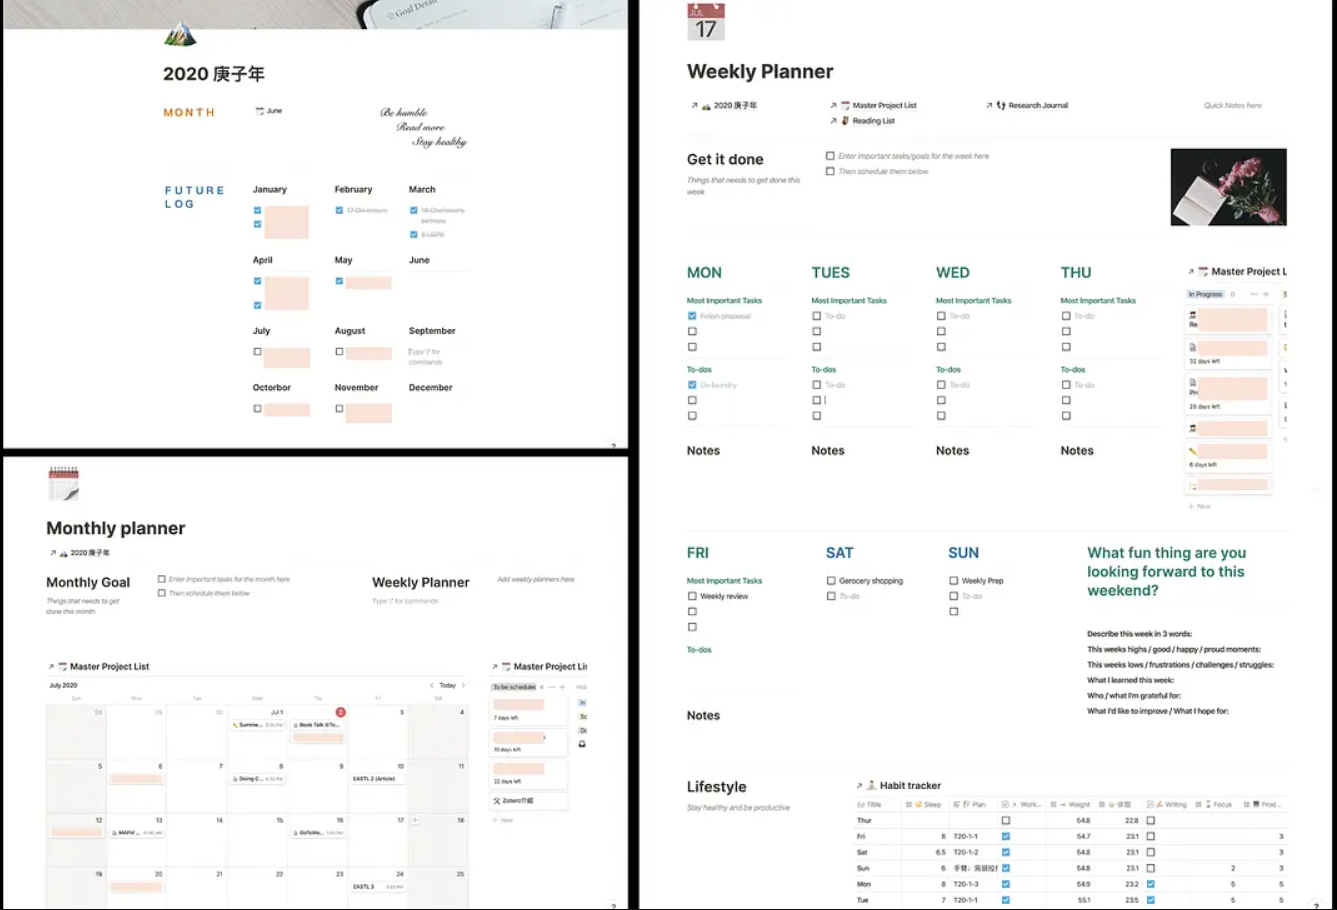 Goal Detail
2020 庚子年
MONTH
June
Be humble
Read more
Stay healthy
FUTURE
LOG
January
February
March
17 DH lecture
18 Charlotte's
birthday
April
May
June
July
August
September
Type '/' for
commands
Octorbor
November
December
?
Monthly planner
2020 庚子年
Monthly Goal
Things that needs to get
done this month
Enter important tasks for the month here
Then schedule them below
Weekly Planner
Type '/' for commands
Add weekly planners here
Master Project List
July 2020
Today
Sun
Mon
Tue
Wed
Thu
Fri
Sat
28
29
30
Jul 1
2
3
4
Summe...
Book Talk @To...
5
6
7
8
9
10
11
Doing C...
EASTL 2 (Article)
12
13
14
15
16
17
18
MAPM ...
GoToMe...
19
20
21
22
23
24
25
EASTL 3
Master Project Li
To be schedules
7 days left
10 days left
22 days left
Zotero介紹
New
?
JUL
17
Weekly Planner
2020 庚子年
Master Project List
Reading List
Research Journal
Quick Notes here
Get it done
Things that needs to get done this
week
Enter important tasks/goals for the week here
Then schedule them below
MON
Most Important Tasks
Finish proposal
To-dos
Do laundry
Notes
TUES
Most Important Tasks
To-do
To-dos
To-do
Notes
WED
Most Important Tasks
To-do
To-dos
To-do
Notes
THU
Most Important Tasks
To-do
To-dos
To-do
Notes
Master Project L
In Progress 6
Re
32 days left
Pr
29 days left
6 days left
New
FRI
Most Important Tasks
Weekly review
To-dos
Notes
SAT
Gerocery shopping
To-do
SUN
Weekly Prep
To-do
What fun thing are you
looking forward to this
weekend?
Describe this week in 3 words:
This weeks highs / good / happy / proud moments:
This weeks lows / frustrations / challenges / struggles:
What I learned this week:
Who / what I'm grateful for:
What I'd like to improve / What I hope for:
Lifestyle
Stay healthy and be productive
Habit tracker
Title Sleep Plan Work... Weight 体脂 Writing Focus Prod...
Thur 54.8 22.8
Fri 8 T20-1-1 54.7 23.1 3
Sat 6.5 T20-1-2 54.8 23.1 3
Sun 6 54.8 23.1 2 3
Mon 8 T20-1-3 54.9 23.2 5 5
Tue 7 T20-1-4 55.1 23.5 5 5
?